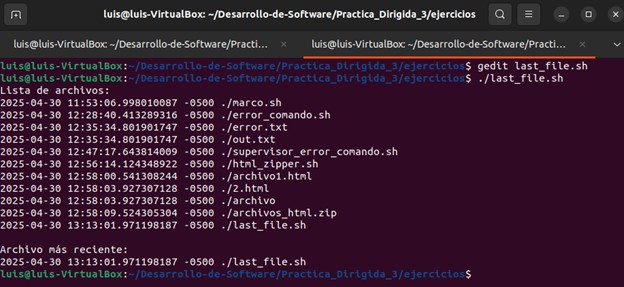 luis@luis-VirtualBox: ~/Desarrollo-de-Software/Practica_Dirigida_3/ejercicios
luis@luis-VirtualBox: ~/Desarrollo-de-Software/Practi...
luis@luis-VirtualBox: ~/Desarrollo-de-Software/Practi...
luis@luis-VirtualBox:~/Desarrollo-de-Software/Practica_Dirigida_3/ejercicios$ gedit last_file.sh
luis@luis-VirtualBox:~/Desarrollo-de-Software/Practica_Dirigida_3/ejercicios$ ./last_file.sh
Lista de archivos:
2025-04-30 11:53:06.998010087 -0500 ./marco.sh
2025-04-30 12:28:40.413289316 -0500 ./error_comando.sh
2025-04-30 12:35:34.801901747 -0500 ./error.txt
2025-04-30 12:35:34.801901747 -0500 ./out.txt
2025-04-30 12:47:17.643814009 -0500 ./supervisor_error_comando.sh
2025-04-30 12:56:14.124348922 -0500 ./html_zipper.sh
2025-04-30 12:58:00.541308244 -0500 ./archivo1.html
2025-04-30 12:58:03.927307128 -0500 ./2.html
2025-04-30 12:58:03.927307128 -0500 ./archivo
2025-04-30 12:58:09.524305304 -0500 ./archivos_html.zip
2025-04-30 13:13:01.971198187 -0500 ./last_file.sh
Archivo más reciente:
2025-04-30 13:13:01.971198187 -0500 ./last_file.sh
luis@luis-VirtualBox:~/Desarrollo-de-Software/Practica_Dirigida_3/ejercicios$